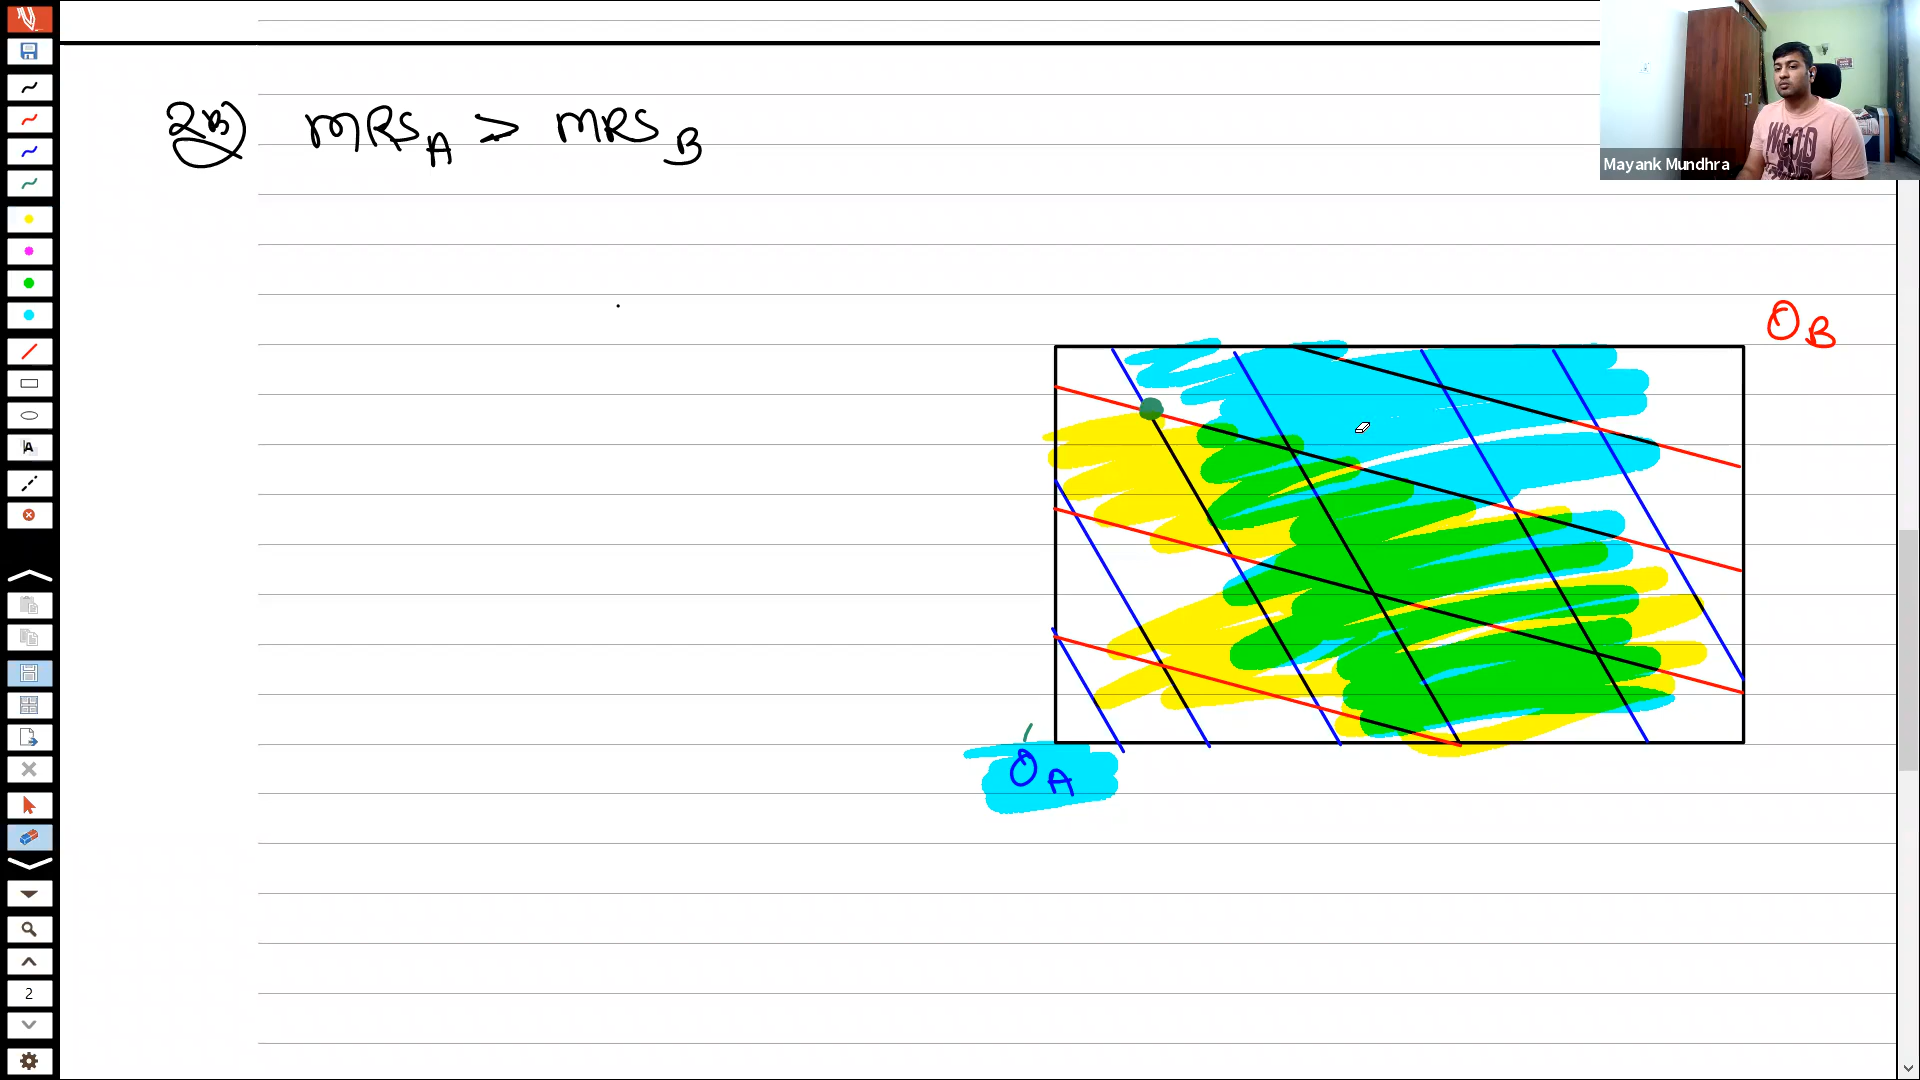 2B) MRS_A > MRS_B
Mayank Mundhra
O_B
O_A
A
2